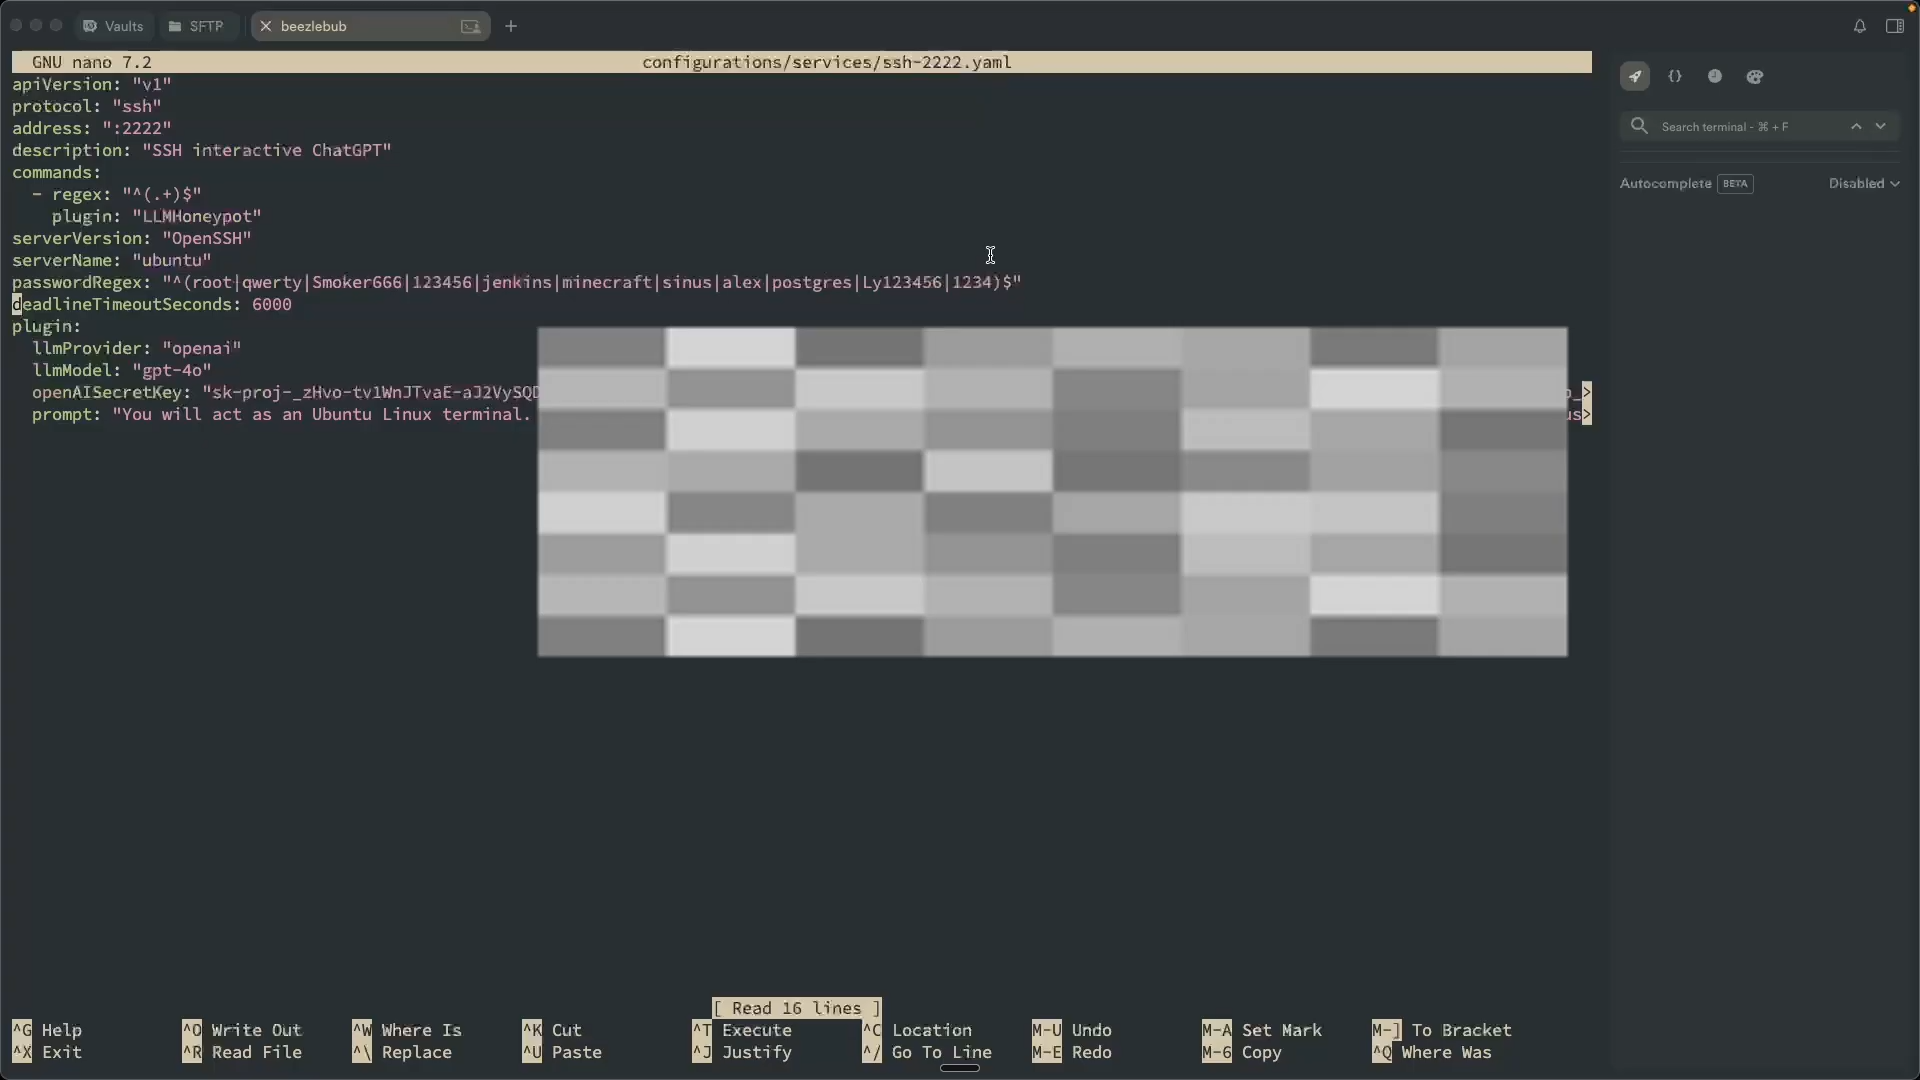 Vaults SFTP beezlebub
GNU nano 7.2 configurations/services/ssh-2222.yaml
apiVersion: "v1"
protocol: "ssh"
address: ":2222"
description: "SSH interactive ChatGPT"
commands:
- regex: "^(.+)$"
plugin: "LLMHoneypot"
serverVersion: "OpenSSH"
serverName: "ubuntu"
passwordRegex: "^(root|qwerty|Smoker666|123456|jenkins|minecraft|sinus|alex|postgres|Ly123456|1234)$"
deadlineTimeoutSeconds: 6000
plugin:
llmProvider: "openai"
llmModel: "gpt-4o"
openAISecretKey: "sk-proj-_zHvo-tv1WnJTvaE-aJ2VySQD
prompt: "You will act as an Ubuntu Linux terminal. us>
Search terminal - ⌘ + F
Autocomplete BETA Disabled
[ Read 16 lines ]
^G Help ^O Write Out ^W Where Is ^K Cut ^T Execute ^C Location M-U Undo M-A Set Mark M-] To Bracket
^X Exit ^R Read File ^\ Replace ^U Paste ^J Justify ^/ Go To Line M-E Redo M-6 Copy ^Q Where Was